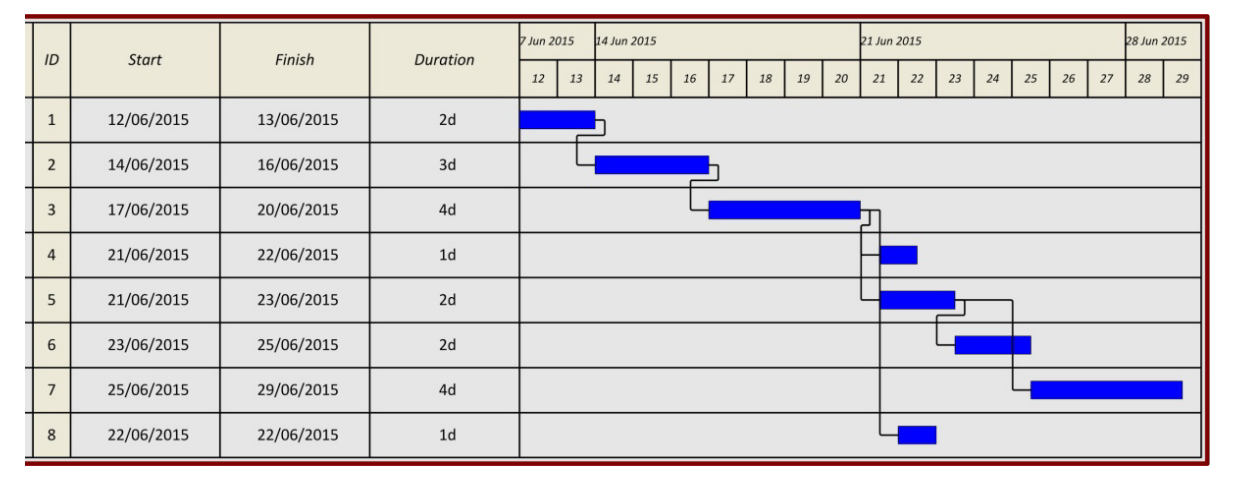 ID Start Finish Duration 7 Jun 2015 14 Jun 2015 21 Jun 2015 28 Jun 2015
12 13 14 15 16 17 18 19 20 21 22 23 24 25 26 27 28 29
1 12/06/2015 13/06/2015 2d
2 14/06/2015 16/06/2015 3d
3 17/06/2015 20/06/2015 4d
4 21/06/2015 22/06/2015 1d
5 21/06/2015 23/06/2015 2d
6 23/06/2015 25/06/2015 2d
7 25/06/2015 29/06/2015 4d
8 22/06/2015 22/06/2015 1d